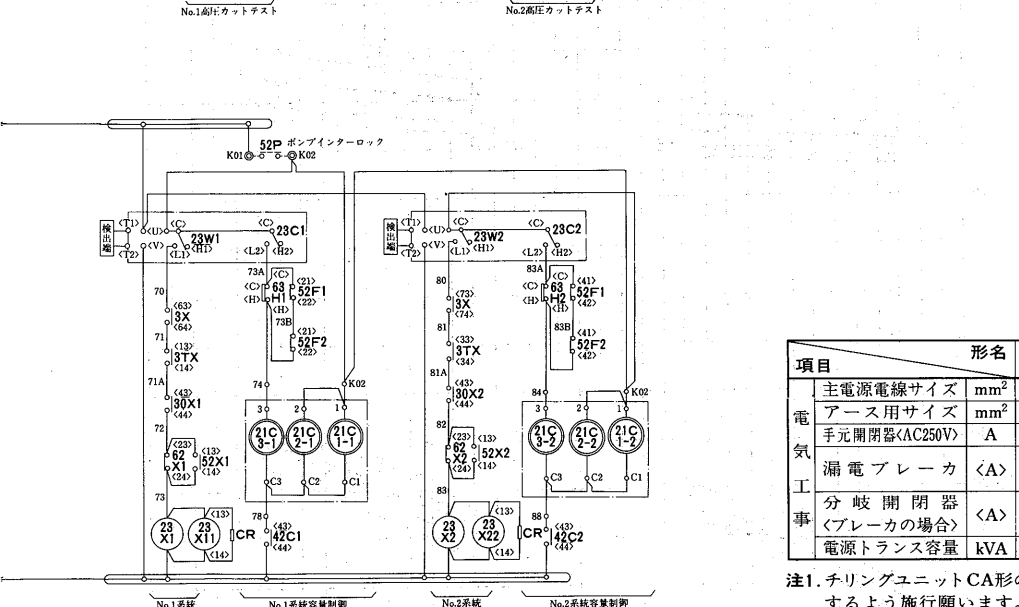 No.1高圧カットテスト
No.2高圧カットテスト
52P ポンプインターロック
K01 K02
検出端
<T1> <U> <C> <C> 23C1
23W1
<T2> <V> <L1> <H1> <L2> <H2>
検出端
<T1> <U> <C> <C> 23C2
23W2
<T2> <V> <L1> <H1> <L2> <H2>
70
<63>
3X
<64>
71
<13>
3TX
<14>
71A
<43>
30X1
<44>
72
<23> <13>
62 X1 52X1
<24> <14>
73
23 X1
23 X11
<13>
CR
<14>
73A
<C> <21>
<C> 63 H1 52F1
<H> <22>
<H>
73B
<21>
52F2
<22>
74
K02
3 2 1
21C 3-1
21C 2-1
21C 1-1
C3 C2 C1
78
<43>
42C1
<44>
80
<73>
3X
<74>
81
<33>
3TX
<34>
81A
<43>
30X2
<44>
82
<23> <13>
62 X2 52X2
<24> <14>
83
23 X2
23 X22
<13>
CR
<14>
83A
<C> <41>
<C> 63 H2 52F1
<H> <42>
<H>
83B
<41>
52F2
<42>
84
K02
3 2 1
21C 3-2
21C 2-2
21C 1-2
C3 C2 C1
88
<43>
42C2
<44>
No.1系統
No.1系統容量制御
No.2系統
No.2系統容量制御
項目 形名
電気工事
主電源電線サイズ mm²
アース用サイズ mm²
手元開閉器<AC250V> A
漏電ブレーカ <A>
分岐開閉器
<ブレーカの場合> <A>
電源トランス容量 kVA
注1. チリングユニットCA形の
するよう施行願います。